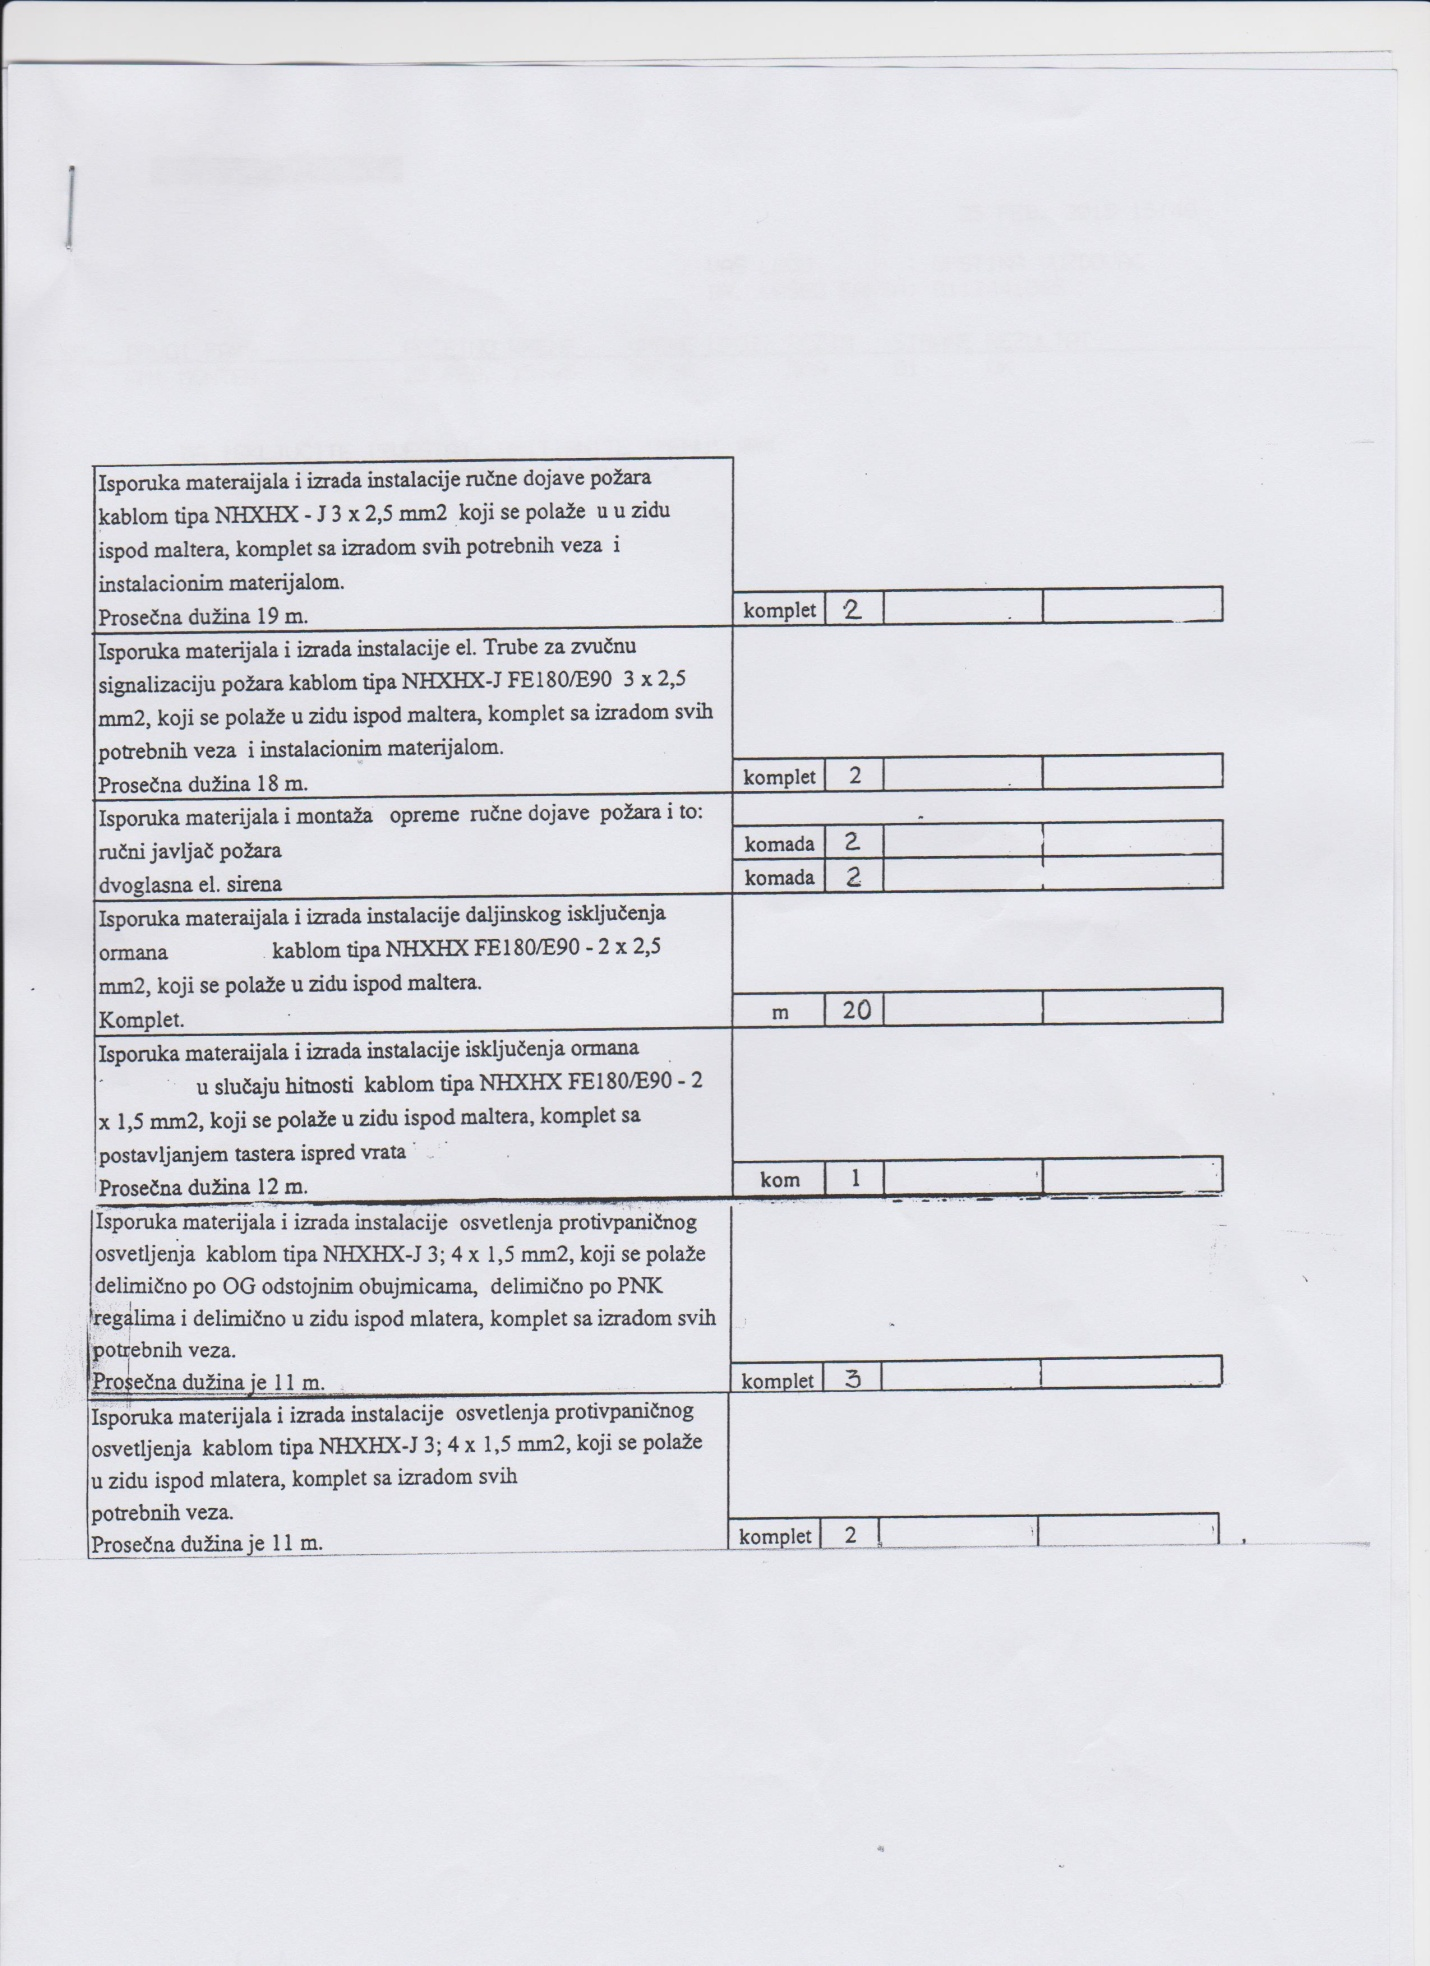 Isporuka materaijala i izrada instalacije ručne dojave požara
kablom tipa NHXHX - J 3 x 2,5 mm2 koji se polaže u u zidu
ispod maltera, komplet sa izradom svih potrebnih veza i
instalacionim materijalom.
Prosečna dužina 19 m.
komplet 2
Isporuka materijala i izrada instalacije el. Trube za zvučnu
signalizaciju požara kablom tipa NHXHX-J FE180/E90 3 x 2,5
mm2, koji se polaže u zidu ispod maltera, komplet sa izradom svih
potrebnih veza i instalacionim materijalom.
Prosečna dužina 18 m.
komplet 2
Isporuka materijala i montaža opreme ručne dojave požara i to:
ručni javljač požara
komada 2
dvoglasna el. sirena
komada 2
Isporuka materaijala i izrada instalacije daljinskog isključenja
ormana kablom tipa NHXHX FE180/E90 - 2 x 2,5
mm2, koji se polaže u zidu ispod maltera.
Komplet.
m 20
Isporuka materaijala i izrada instalacije isključenja ormana
u slučaju hitnosti kablom tipa NHXHX FE180/E90 - 2
x 1,5 mm2, koji se polaže u zidu ispod maltera, komplet sa
postavljanjem tastera ispred vrata
Prosečna dužina 12 m.
kom 1
Isporuka materijala i izrada instalacije osvetlenja protivpaničnog
osvetljenja kablom tipa NHXHX-J 3; 4 x 1,5 mm2, koji se polaže
delimično po OG odstojnim obujmicama, delimično po PNK
regalima i delimično u zidu ispod mlatera, komplet sa izradom svih
potrebnih veza.
Prosečna dužina je 11 m.
komplet 3
Isporuka materijala i izrada instalacije osvetlenja protivpaničnog
osvetljenja kablom tipa NHXHX-J 3; 4 x 1,5 mm2, koji se polaže
u zidu ispod mlatera, komplet sa izradom svih
potrebnih veza.
Prosečna dužina je 11 m.
komplet 2